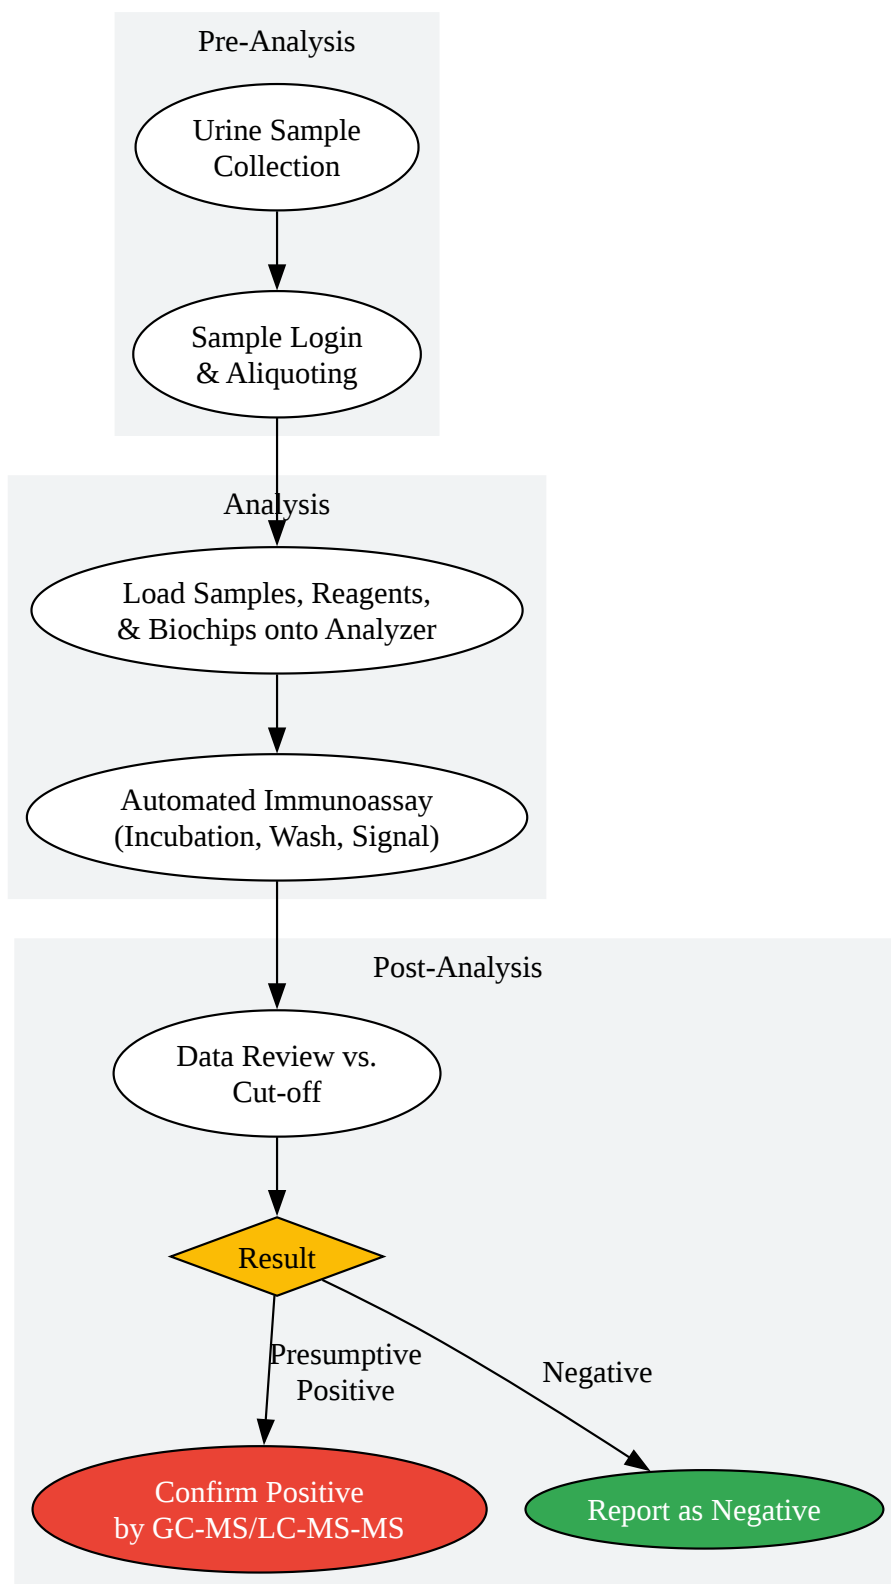 Pre-Analysis
Urine Sample
Collection
Sample Login
& Aliquoting
Analysis
Load Samples, Reagents,
& Biochips onto Analyzer
Automated Immunoassay
(Incubation, Wash, Signal)
Post-Analysis
Data Review vs.
Cut-off
Result
Presumptive
Positive
Negative
Confirm Positive
by GC-MS/LC-MS-MS
Report as Negative